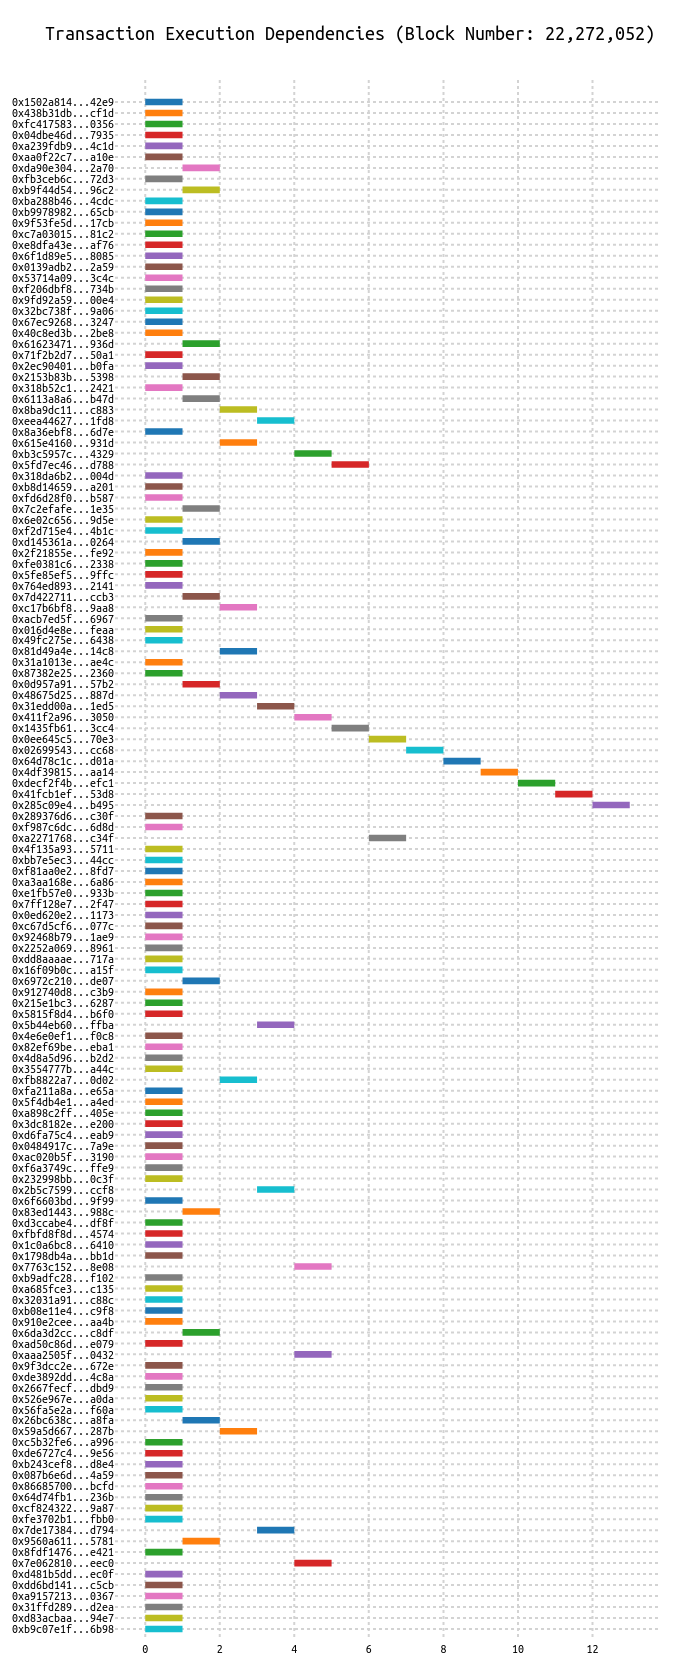 Transaction Execution Dependencies (Block Number: 22,272,052)
0x1502a814...42e9
0x438b31db...cf1d
0xfc417583...0356
0x04dbe46d...7935
0xa239fdb9...4c1d
0xaa0f22c7...a10e
0xda90e304...2a70
0xfb3ceb6c...72d3
0xb9f44d54...96c2
0xba288b46...4cdc
0xb9978982...65cb
0x9f53fe5d...17cb
0xc7a03015...81c2
0xe8dfa43e...af76
0x6f1d89e5...8085
0x0139adb2...2a59
0x53714a09...3c4c
0xf206dbf8...734b
0x9fd92a59...00e4
0x32bc738f...9a06
0x67ec9268...3247
0x40c8ed3b...2be8
0x61623471...936d
0x71f2b2d7...50a1
0x2ec90401...b0fa
0x2153b83b...5398
0x318b52c1...2421
0x6113a8a6...b47d
0x8ba9dc11...c883
0xeea44627...1fd8
0x8a36ebf8...6d7e
0x615e4160...931d
0xb3c5957c...4329
0x5fd7ec46...d788
0x318da6b2...004d
0xb8d14659...a201
0xfd6d28f0...b587
0x7c2efafe...1e35
0x6e02c656...9d5e
0xf2d715e4...4b1c
0xd145361a...0264
0x2f21855e...fe92
0xfe0381c6...2338
0x5fe85ef5...9ffc
0x764ed893...2141
0x7d422711...ccb3
0xc17b6bf8...9aa8
0xacb7ed5f...6967
0x016d4e8e...feaa
0x49fc275e...6438
0x81d49a4e...14c8
0x31a1013e...ae4c
0x87382e25...2360
0x0d957a91...57b2
0x48675d25...887d
0x31edd00a...1ed5
0x411f2a96...3050
0x1435fb61...3cc4
0x0ee645c5...70e3
0x02699543...cc68
0x64d78c1c...d01a
0x4df39815...aa14
0xdecf2f4b...efc1
0x41fcb1ef...53d8
0x285c09e4...b495
0x289376d6...c30f
0xf987c6dc...6d8d
0xa2271768...c34f
0x4f135a93...5711
0xbb7e5ec3...44cc
0xf81aa0e2...8fd7
0xa3aa168e...6a86
0xe1fb57e0...933b
0x7ff128e7...2f47
0x0ed620e2...1173
0xc67d5cf6...077c
0x92468b79...1ae9
0x2252a069...8961
0xdd8aaaae...717a
0x16f09b0c...a15f
0x6972c210...de07
0x912740d8...c3b9
0x215e1bc3...6287
0x5815f8d4...b6f0
0x5b44eb60...ffba
0x4e6e0ef1...f0c8
0x82ef69be...eba1
0x4d8a5d96...b2d2
0x3554777b...a44c
0xfb8822a7...0d02
0xfa211a8a...e65a
0x5f4db4e1...a4ed
0xa898c2ff...405e
0x3dc8182e...e200
0xd6fa75c4...eab9
0x0484917c...7a9e
0xac020b5f...3190
0xf6a3749c...ffe9
0x232998bb...0c3f
0x2b5c7599...ccf8
0x6f6603bd...9f99
0x83ed1443...988c
0xd3ccabe4...df8f
0xfbfd8f8d...4574
0x1c0a6bc8...6410
0x1798db4a...bb1d
0x7763c152...8e08
0xb9adfc28...f102
0xa685fce3...c135
0x32031a91...c88c
0xb08e11e4...c9f8
0x910e2cee...aa4b
0x6da3d2cc...c8df
0xad50c86d...e079
0xaaa2505f...0432
0x9f3dcc2e...672e
0xde3892dd...4c8a
0x2667fecf...dbd9
0x526e967e...a0da
0x56fa5e2a...f60a
0x26bc638c...a8fa
0x59a5d667...287b
0xc5b32fe6...a996
0xde6727c4...9e56
0xb243cef8...d8e4
0x087b6e6d...4a59
0x86685700...bcfd
0x64d74fb1...236b
0xcf824322...9a87
0xfe3702b1...fbb0
0x7de17384...d794
0x9560a611...5781
0x8fdf1476...e421
0x7e062810...eec0
0xd481b5dd...ec0f
0xdd6bd141...c5cb
0xa9157213...0367
0x31ffd289...d2ea
0xd83acbaa...94e7
0xb9c07e1f...6b98
0 2 4 6 8 10 12